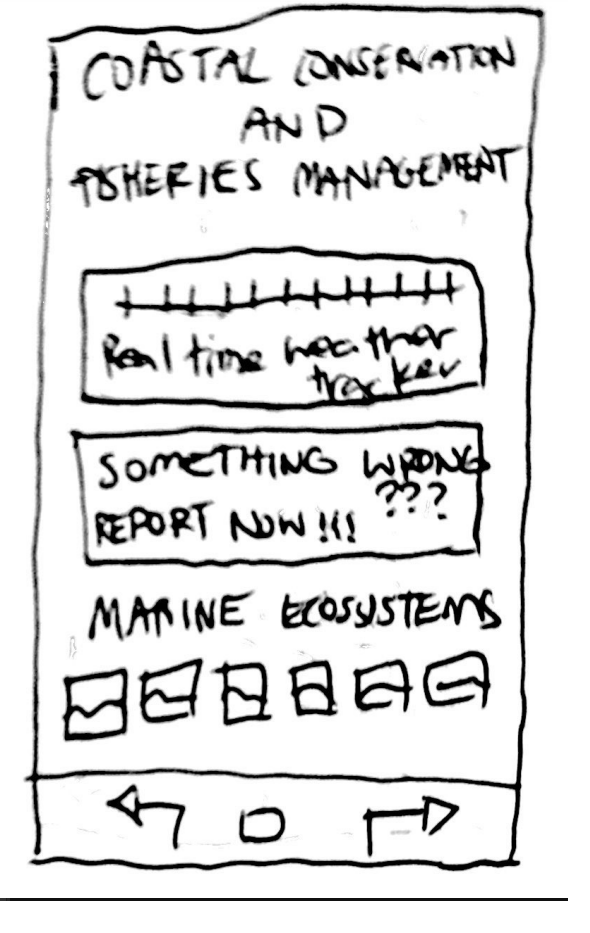 COASTAL CONSERVATION
AND
FISHERIES MANAGEMENT
Real time weather
tracker
SOMETHING WRONG
???
REPORT NOW!!!
MARINE ECOSYSTEMS